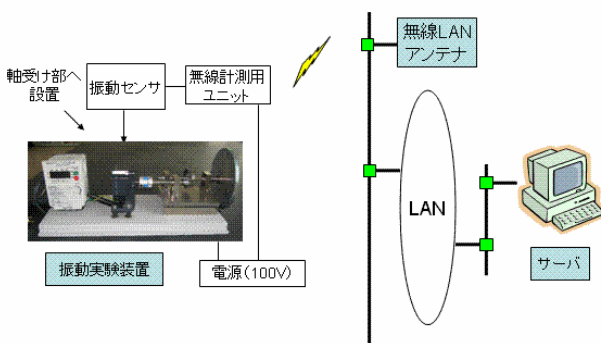 無線LAN
アンテナ
軸受け部へ
設置
振動センサ
無線計測用
ユニット
LAN
振動実験装置
電源(100V)
サーバ